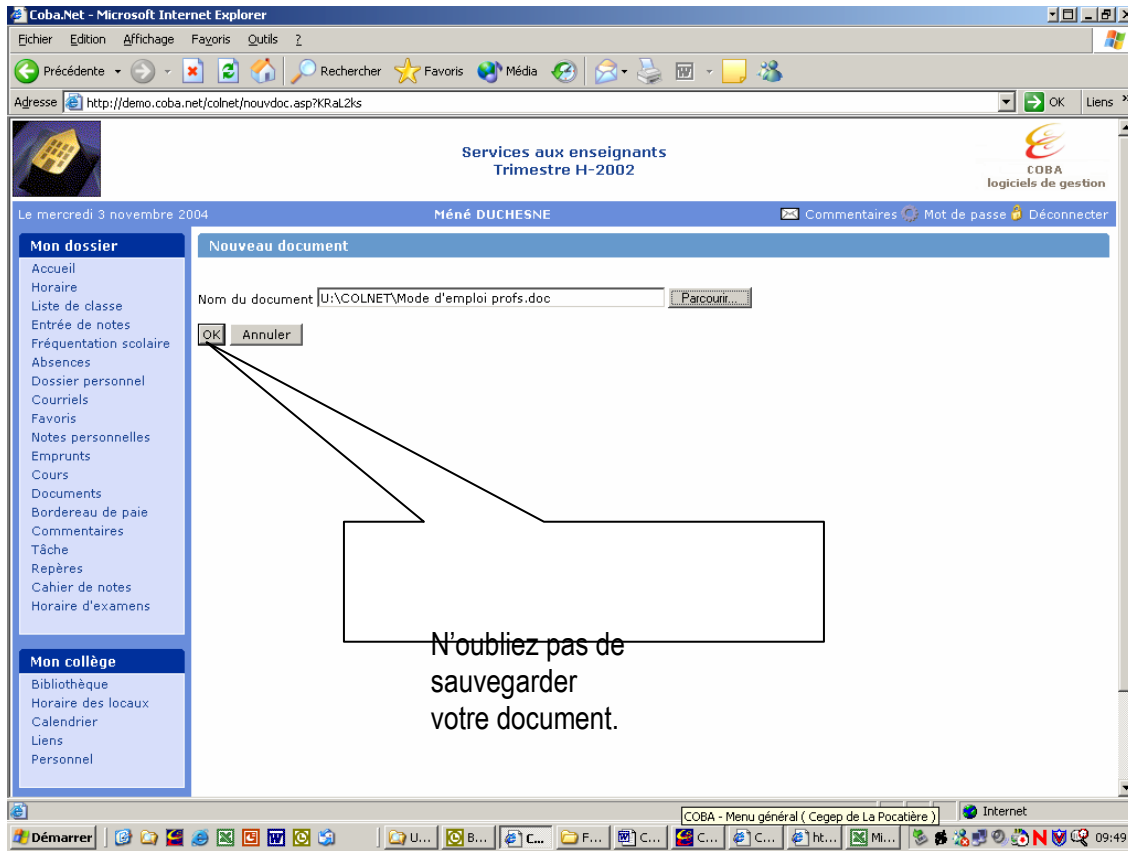 Coba.Net - Microsoft Internet Explorer
Fichier Edition Affichage Favoris Outils ?
Précédente Rechercher Favoris Média
Adresse http://demo.coba.net/colnet/nouvdoc.asp?KRaL2ks OK Liens »
Services aux enseignants
Trimestre H-2002
COBA
logiciels de gestion
Le mercredi 3 novembre 2004 Méné DUCHESNE Commentaires Mot de passe Déconnecter
Mon dossier
Accueil
Horaire
Liste de classe
Entrée de notes
Fréquentation scolaire
Absences
Dossier personnel
Courriels
Favoris
Notes personnelles
Emprunts
Cours
Documents
Bordereau de paie
Commentaires
Tâche
Repères
Cahier de notes
Horaire d'examens
Mon collège
Bibliothèque
Horaire des locaux
Calendrier
Liens
Personnel
Nouveau document
Nom du document U:\COLNET\Mode d'emploi profs.doc Parcourir...
OK Annuler
N'oubliez pas de
sauvegarder
votre document.
COBA - Menu général ( Cegep de La Pocatière ) Internet
Démarrer U... B... C... F... C... C... C... ht... Mi... 09:49